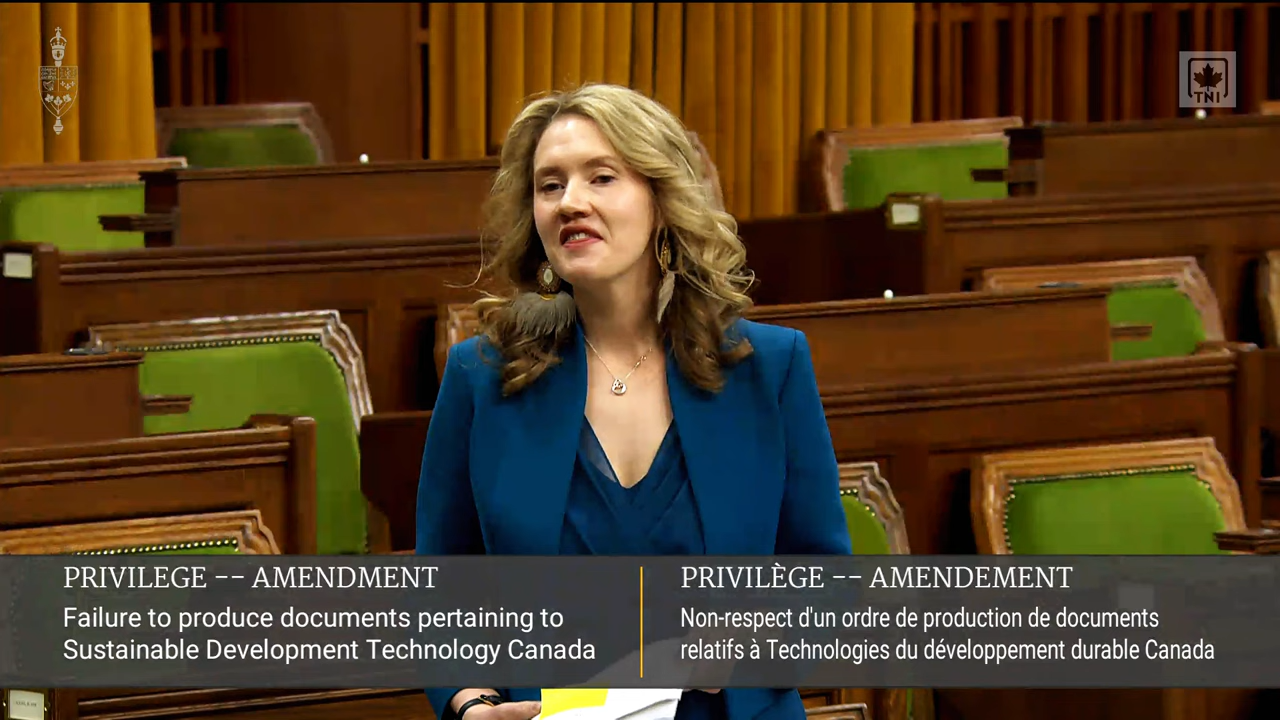 TNI
PRIVILEGE -- AMENDMENT
Failure to produce documents pertaining to
Sustainable Development Technology Canada
PRIVILÈGE -- AMENDEMENT
Non-respect d'un ordre de production de documents
relatifs à Technologies du développement durable Canada